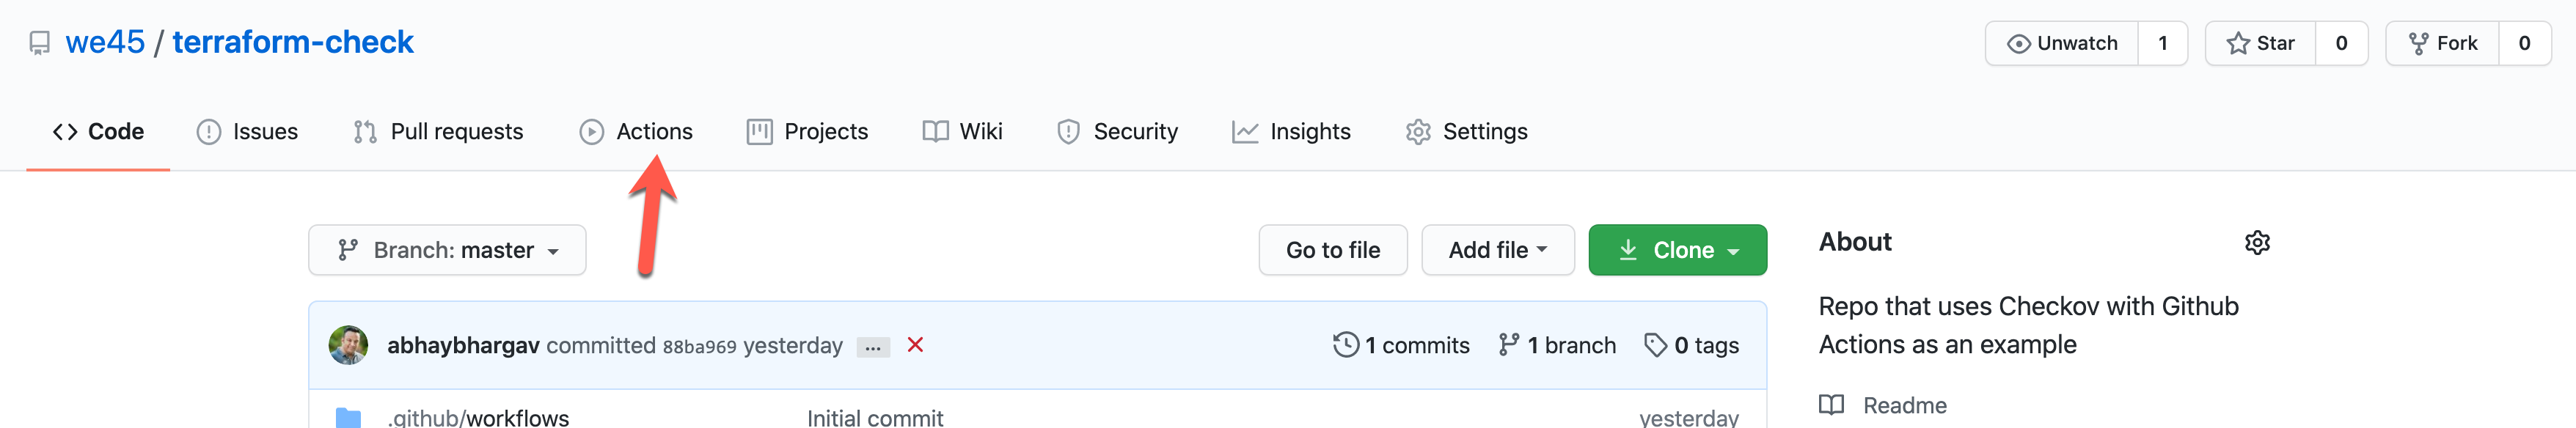 we45 / terraform-check
Unwatch 1 Star 0 Fork 0
Code Issues Pull requests Actions Projects Wiki Security Insights Settings
Branch: master Go to file Add file Clone
About
Repo that uses Checkov with Github
Actions as an example
abhaybhargav committed 88ba969 yesterday ... 1 commits 1 branch 0 tags
.github/workflows Initial commit yesterday
Readme